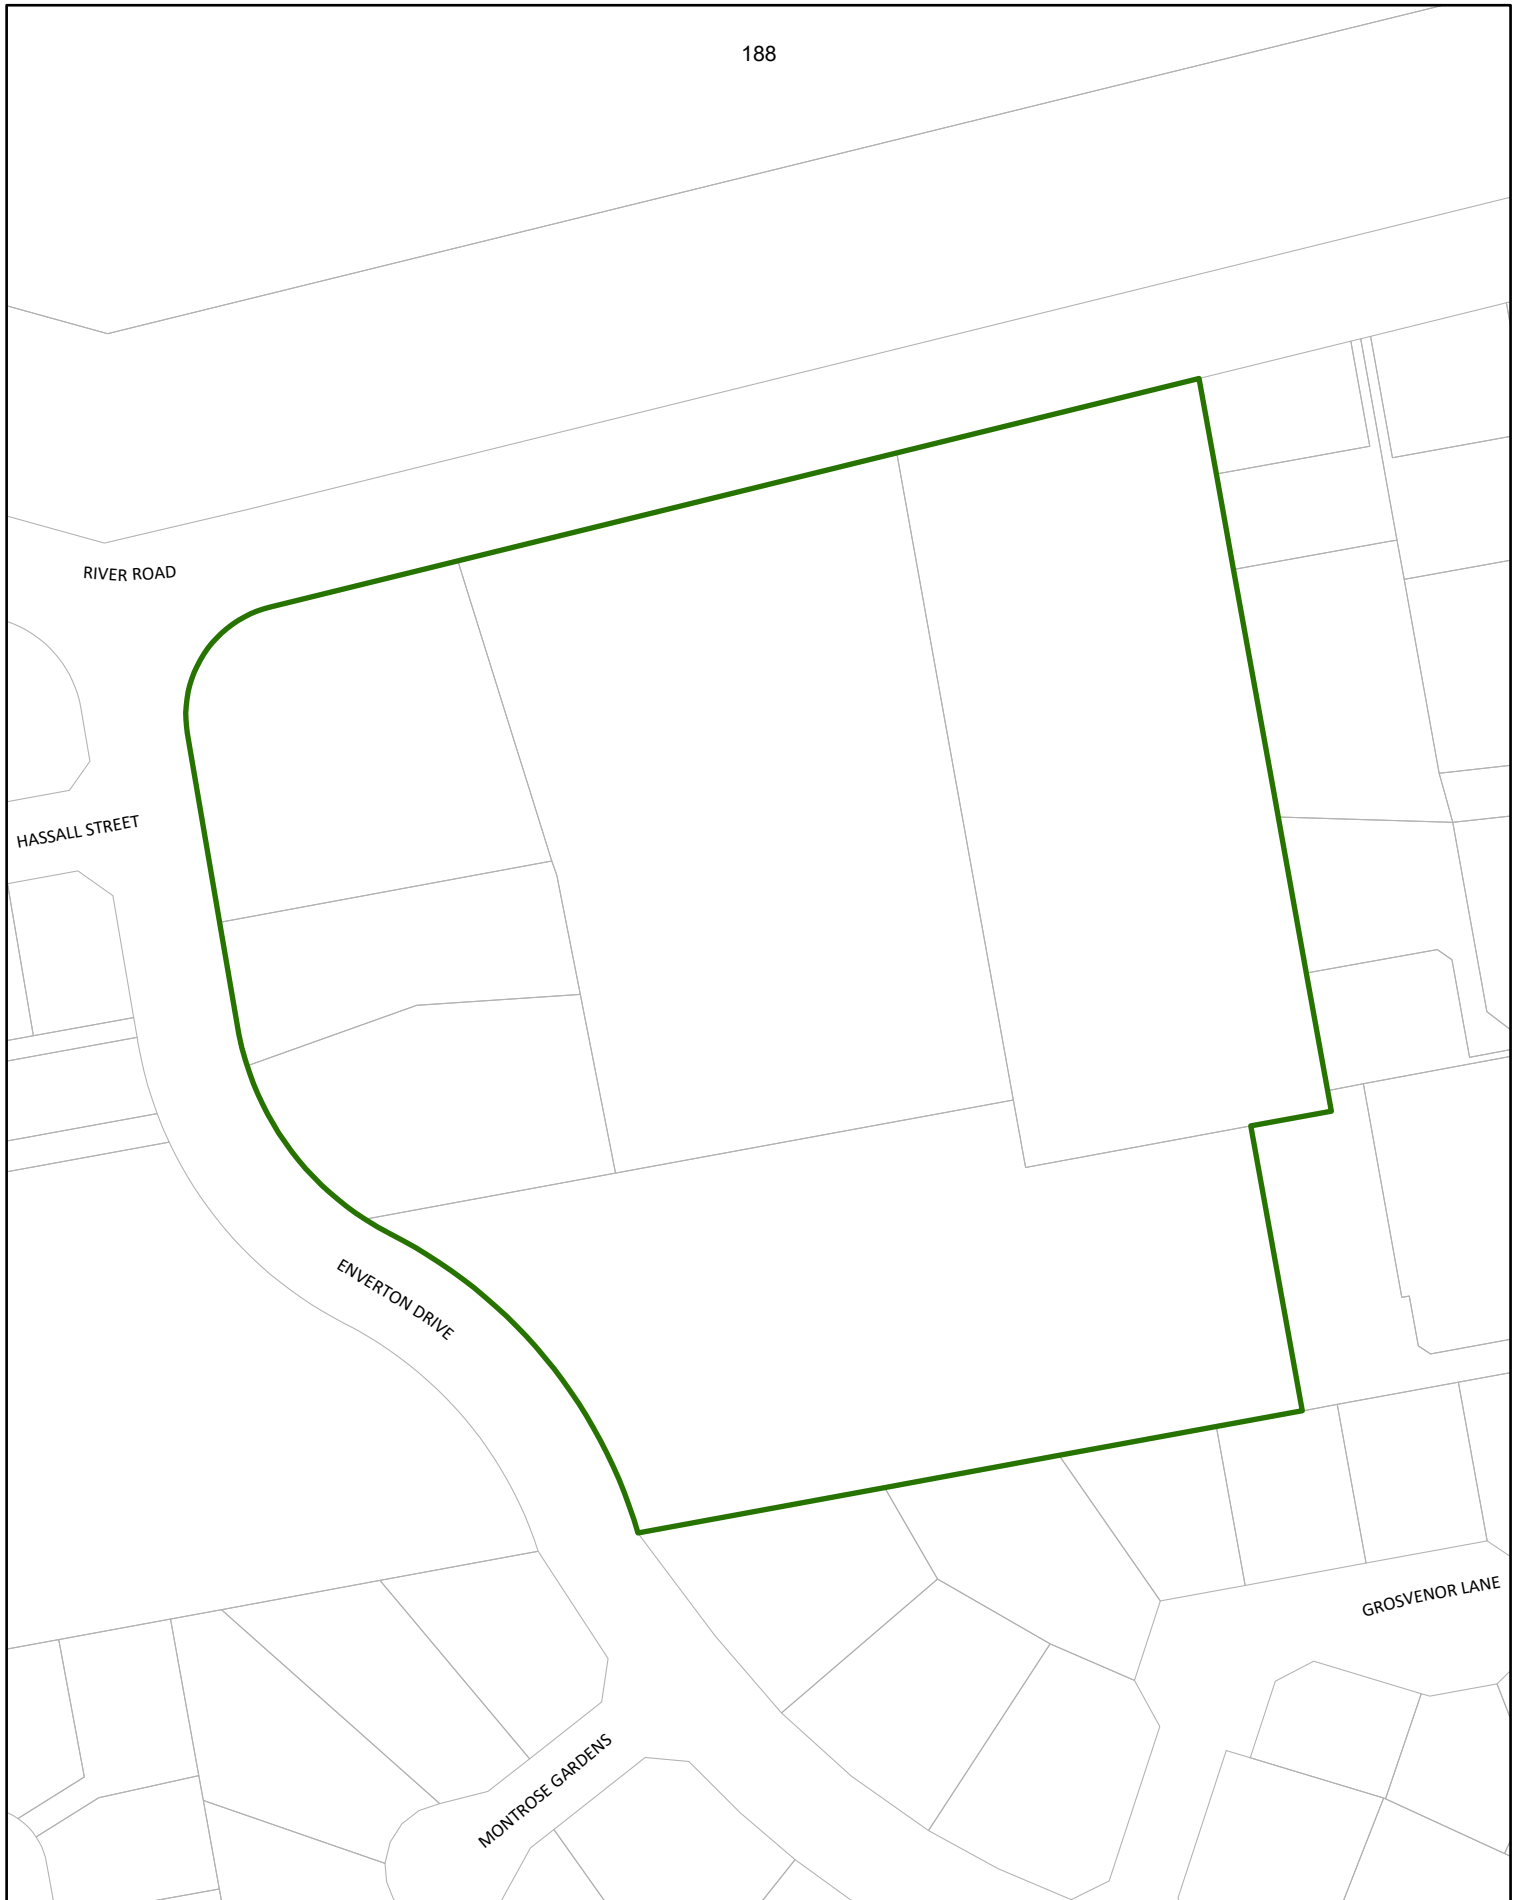 188
RIVER ROAD
HASSALL STREET
ENVERTON DRIVE
GROSVENOR LANE
MONTROSE GARDENS